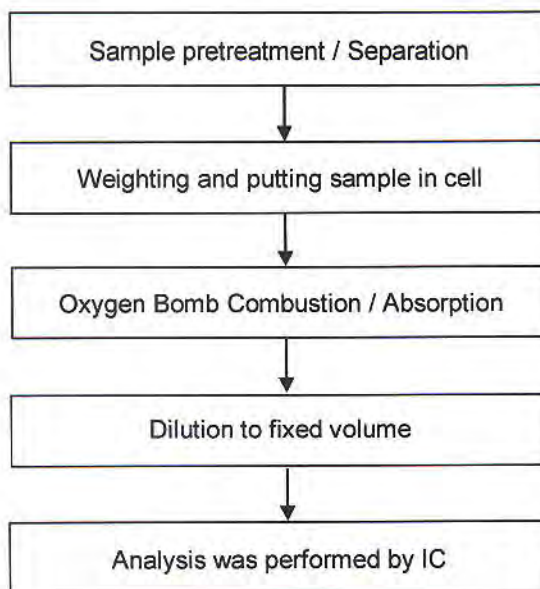 Sample pretreatment / Separation
Weighting and putting sample in cell
Oxygen Bomb Combustion / Absorption
Dilution to fixed volume
Analysis was performed by IC